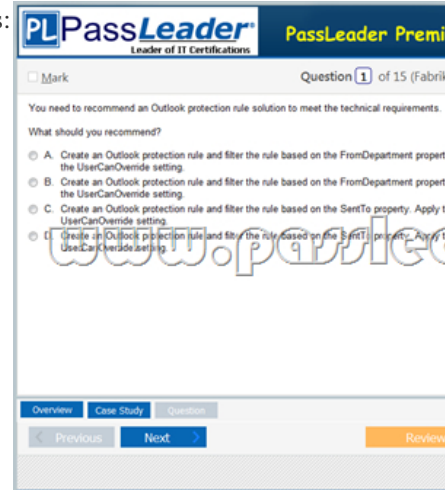 s:
PL PassLeader
Leader of IT Certifications
PassLeader Premi
Mark
Question 1 of 15 (Fabrik
You need to recommend an Outlook protection rule solution to meet the technical requirements.
What should you recommend?
A. Create an Outlook protection rule and filter the rule based on the FromDepartment propert
the UserCanOverride setting.
B. Create an Outlook protection rule and filter the rule based on the FromDepartment propert
the UserCanOverride setting.
C. Create an Outlook protection rule and filter the rule based on the SentTo property. Apply t
UserCanOverride setting.
D. Create an Outlook protection rule and filter the rule based on the SentTo property. Apply t
UserCanOverride setting.
www.passlea
Overview Case Study Question
Previous Next Review